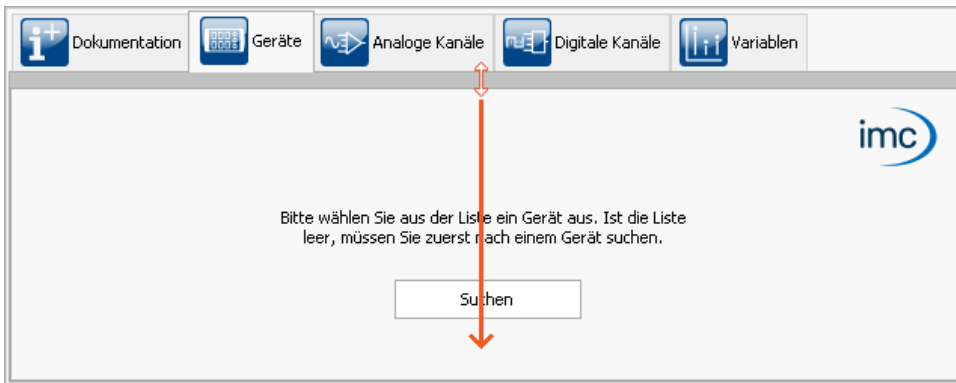 Dokumentation Geräte Analoge Kanäle Digitale Kanäle Variablen
imc
Bitte wählen Sie aus der Liste ein Gerät aus. Ist die Liste
leer, müssen Sie zuerst nach einem Gerät suchen.
Suchen